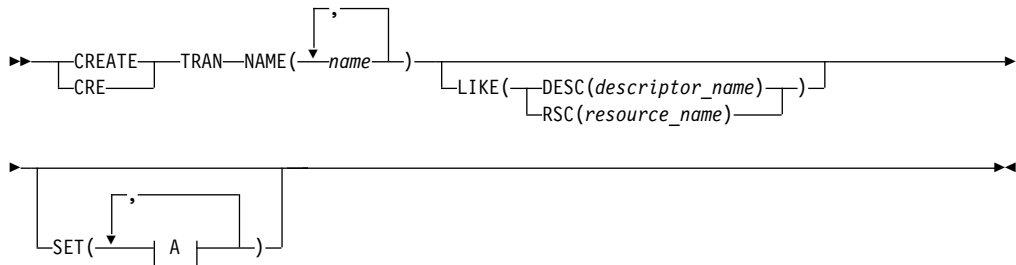 ,
CREATE TRAN NAME( name )
CRE LIKE( DESC(descriptor_name) )
RSC(resource_name)
,
SET( A )